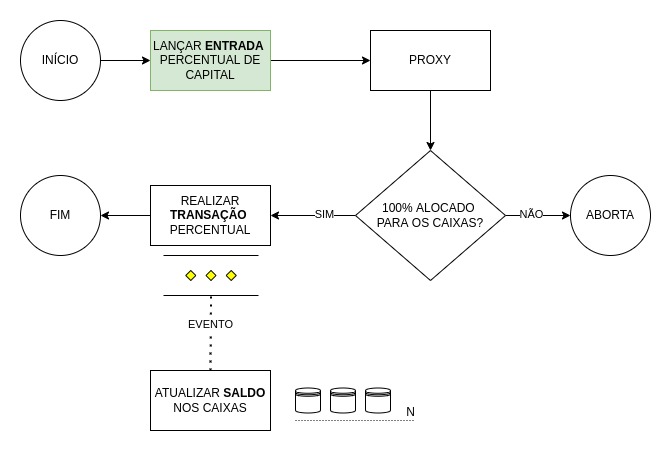 INÍCIO
LANÇAR ENTRADA
PERCENTUAL DE
CAPITAL
PROXY
100% ALOCADO
PARA OS CAIXAS?
NÃO
ABORTA
SIM
REALIZAR
TRANSAÇÃO
PERCENTUAL
FIM
EVENTO
ATUALIZAR SALDO
NOS CAIXAS
N